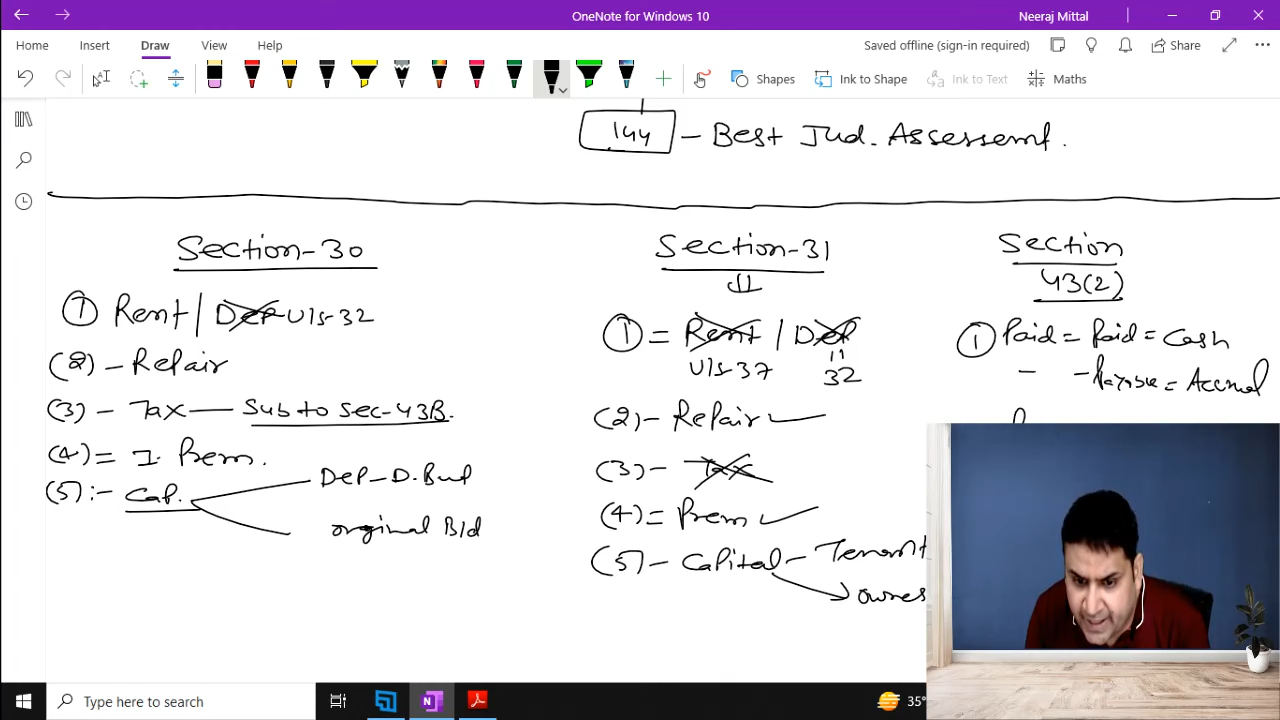 OneNote for Windows 10
Neeraj Mittal
Home Insert Draw View Help
Saved offline (sign in required)
Share
Shapes
Ink to Shape
Ink to Text
Maths
144 - Best Jud. Assessemt.
Section-30
① Rent / Dep U/s-32
(2) - Repair
(3) - Tax — Sub to Sec-43B.
(4) = I. Prem.
(5) :- Cap.
Dep - D.Bud
orginal Bld
Section-31
① = Rent / Dep
U/s-37
32
(2) - Repair
(3) - Tax
(4) = Prem
(5) - Capital - Tenant
owner
Section
43(2)
① Paid = Paid = Cash
- - Payable = Accrual
Type here to search
35°